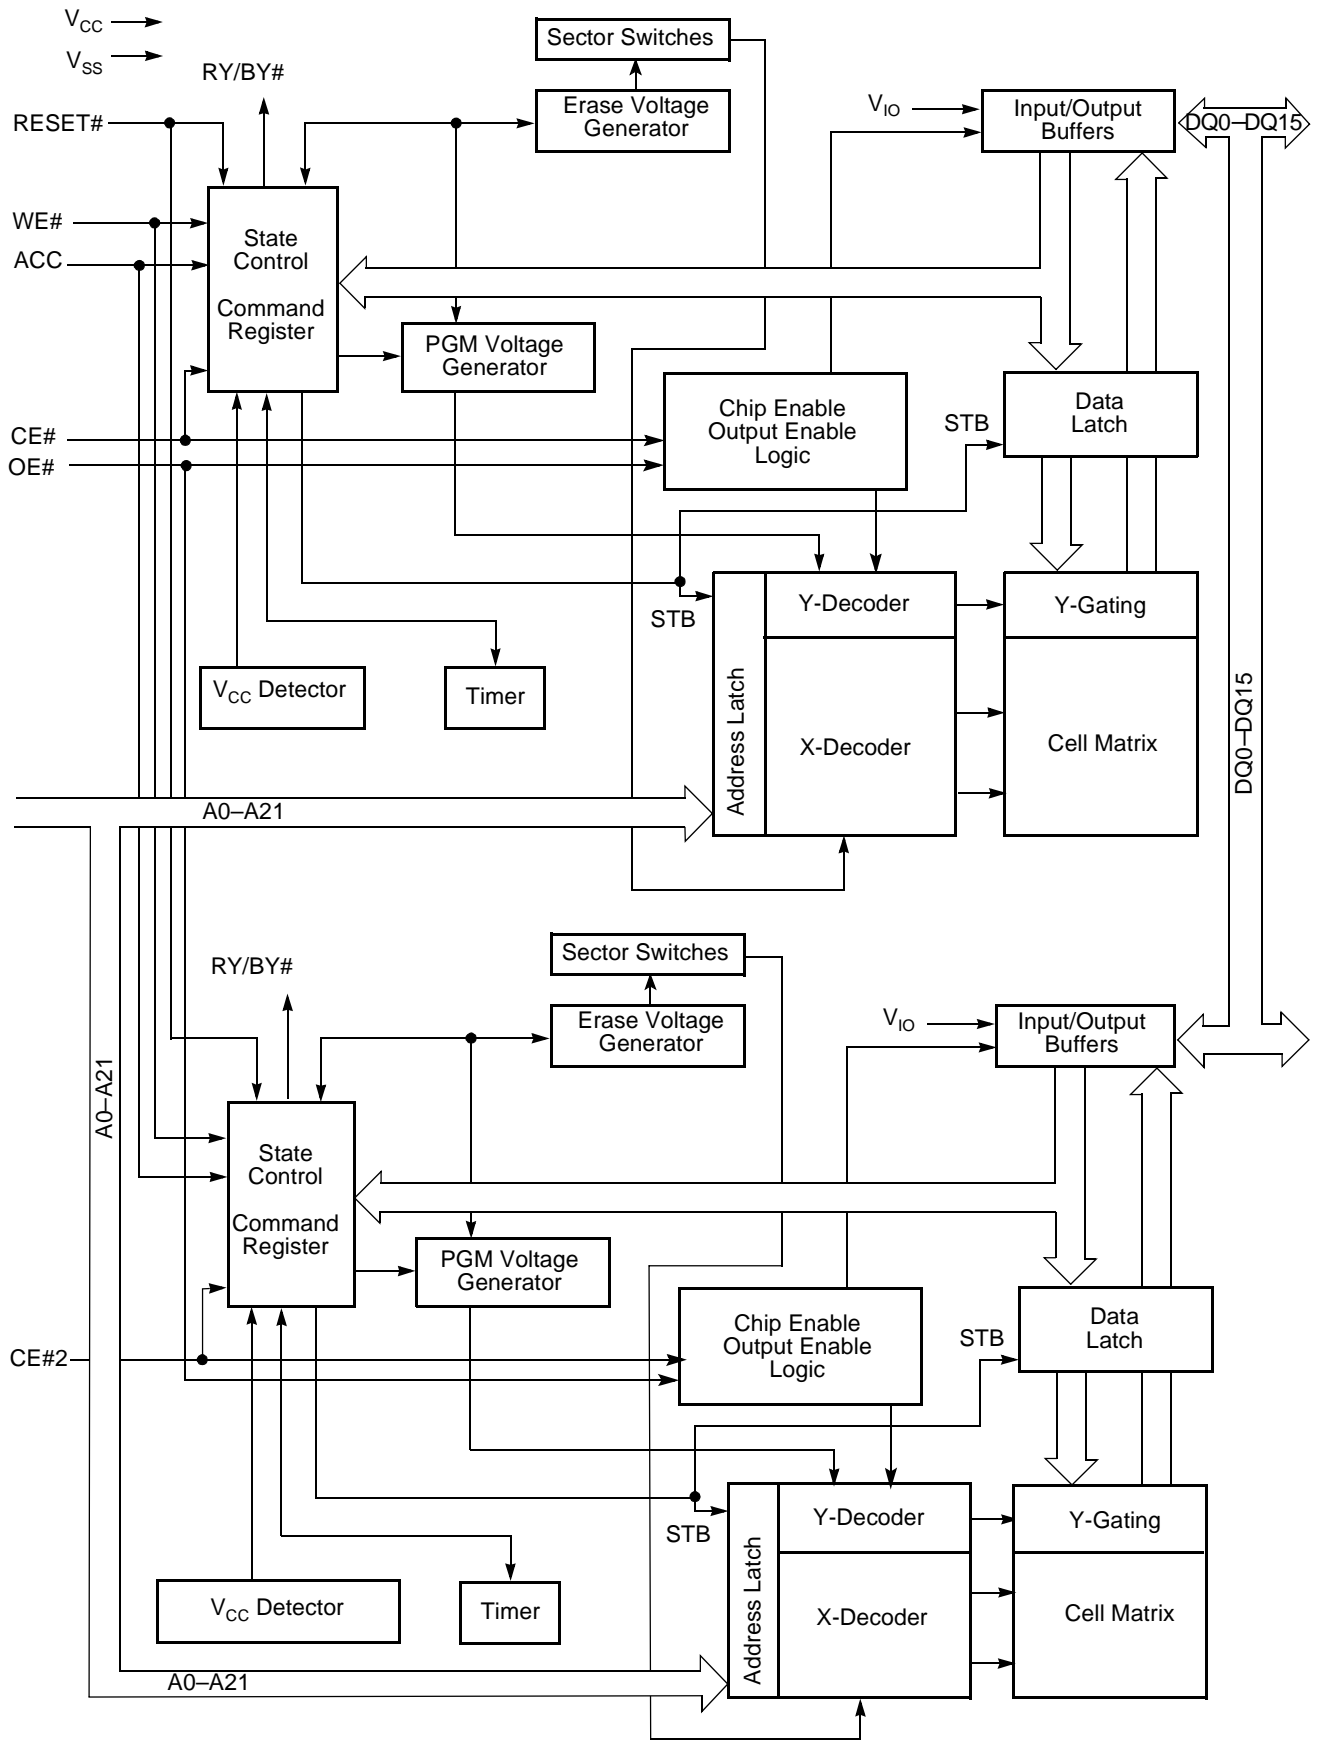 VCC
VSS
RY/BY#
Sector Switches
RESET#
Erase Voltage
Generator
VIO
Input/Output
Buffers
DQ0–DQ15
WE#
ACC
State
Control
Command
Register
PGM Voltage
Generator
CE#
OE#
Chip Enable
Output Enable
Logic
STB
Data
Latch
STB
Y-Decoder
Y-Gating
VCC Detector
Timer
Address Latch
X-Decoder
Cell Matrix
DQ0–DQ15
A0–A21
RY/BY#
Sector Switches
Erase Voltage
Generator
VIO
Input/Output
Buffers
A0–A21
State
Control
Command
Register
PGM Voltage
Generator
CE#2
Chip Enable
Output Enable
Logic
STB
Data
Latch
STB
Y-Decoder
Y-Gating
VCC Detector
Timer
Address Latch
X-Decoder
Cell Matrix
A0–A21